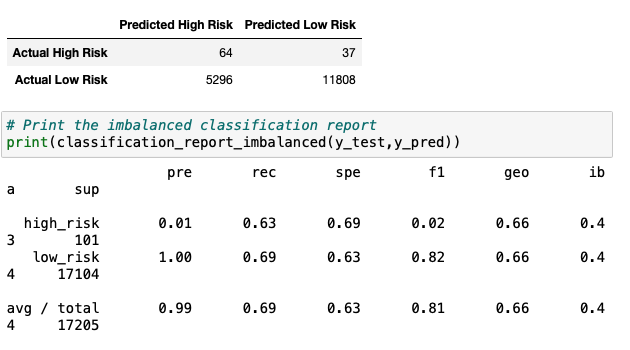 Predicted High Risk Predicted Low Risk
Actual High Risk 64 37
Actual Low Risk 5296 11808
# Print the imbalanced classification report
print(classification_report_imbalanced(y_test,y_pred))
pre rec spe f1 geo ib
a sup
high_risk 0.01 0.63 0.69 0.02 0.66 0.4
3 101
low_risk 1.00 0.69 0.63 0.82 0.66 0.4
4 17104
avg / total 0.99 0.69 0.63 0.81 0.66 0.4
4 17205